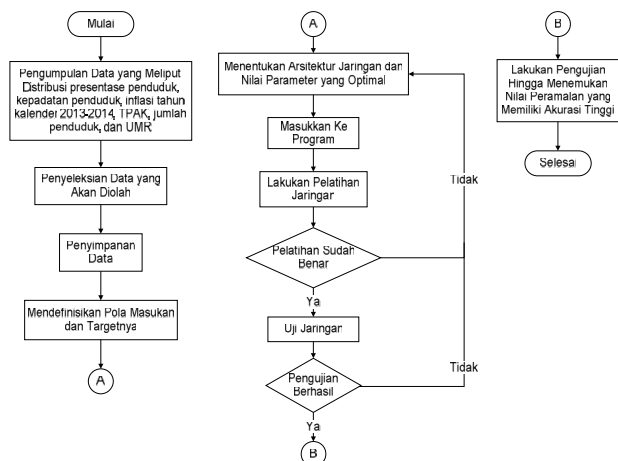 Mulai
Pengumpulan Data yang Meliput
Distribusi presentase penduduk,
kepadatan penduduk, inflasi tahun
kalender 2013-2014, TPAK, jumlah
penduduk, dan UMR
Penyeleksian Data yang
Akan Diolah
Penyimpanan
Data
Mendefinisikan Pola Masukan
dan Targetnya
A
A
Menentukan Arsitektur Jaringan dan
Nilai Parameter yang Optimal
Masukkan Ke
Program
Lakukan Pelatihan
Jaringan
Tidak
Pelatihan Sudah
Benar
Ya
Uji Jaringan
Tidak
Pengujian
Berhasil
Ya
B
B
Lakukan Pengujian
Hingga Menemukan
Nilai Peramalan yang
Memiliki Akurasi Tinggi
Selesai